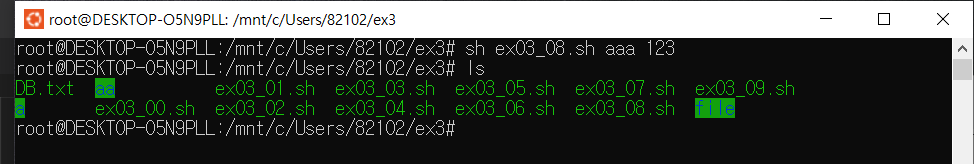 root@DESKTOP-O5N9PLL: /mnt/c/Users/82102/ex3
root@DESKTOP-O5N9PLL:/mnt/c/Users/82102/ex3# sh ex03_08.sh aaa 123
root@DESKTOP-O5N9PLL:/mnt/c/Users/82102/ex3# ls
DB.txt aa ex03_01.sh ex03_03.sh ex03_05.sh ex03_07.sh ex03_09.sh
a ex03_00.sh ex03_02.sh ex03_04.sh ex03_06.sh ex03_08.sh file
root@DESKTOP-O5N9PLL:/mnt/c/Users/82102/ex3#